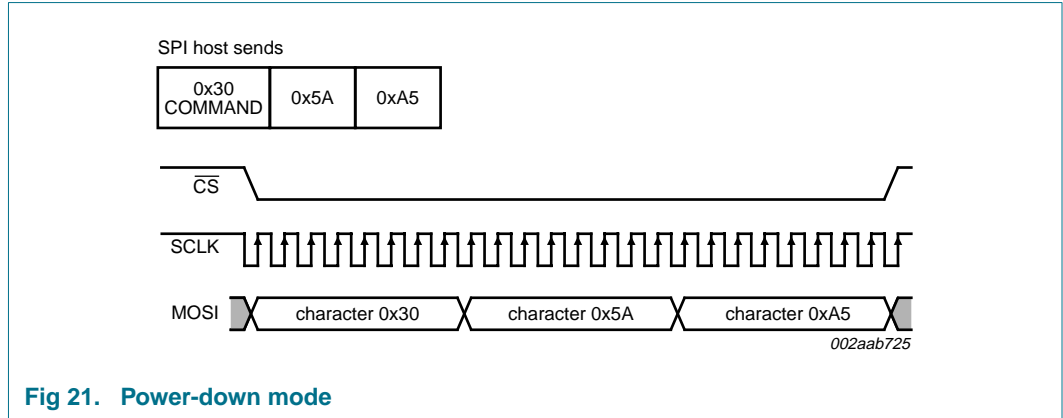 SPI host sends
0x30
COMMAND
0x5A
0xA5
CS
SCLK
MOSI
character 0x30
character 0x5A
character 0xA5
002aab725
Fig 21. Power-down mode